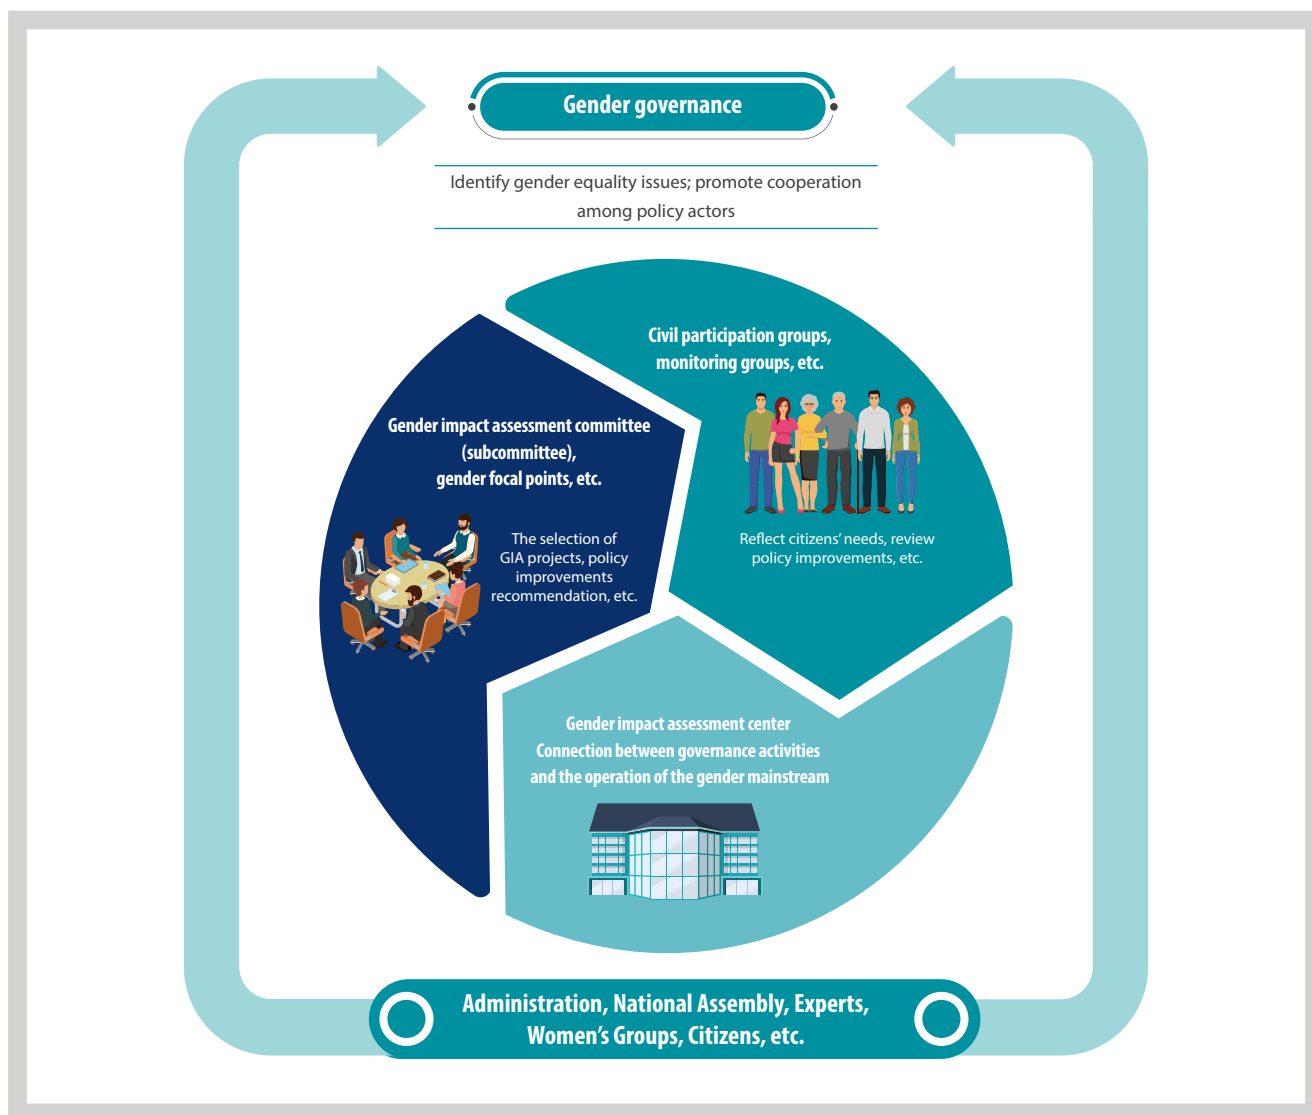 Gender governance
Identify gender equality issues; promote cooperation
among policy actors
Civil participation groups,
monitoring groups, etc.
Reflect citizens' needs, review
policy improvements, etc.
Gender impact assessment committee
(subcommittee),
gender focal points, etc.
The selection of
GIA projects, policy
improvements
recommendation, etc.
Gender impact assessment center
Connection between governance activities
and the operation of the gender mainstream
Administration, National Assembly, Experts,
Women's Groups, Citizens, etc.